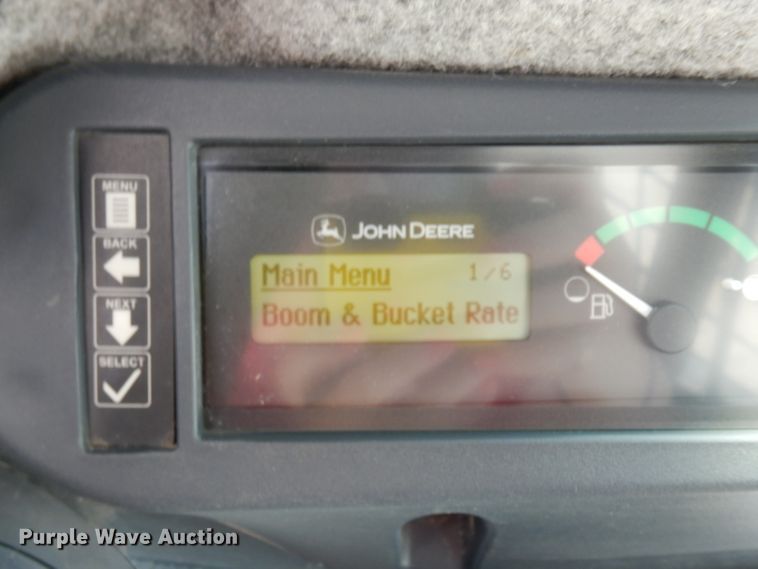 MENU
BACK
NEXT
SELECT
JOHN DEERE
Main Menu 1/6
Boom & Bucket Rate
Purple Wave Auction